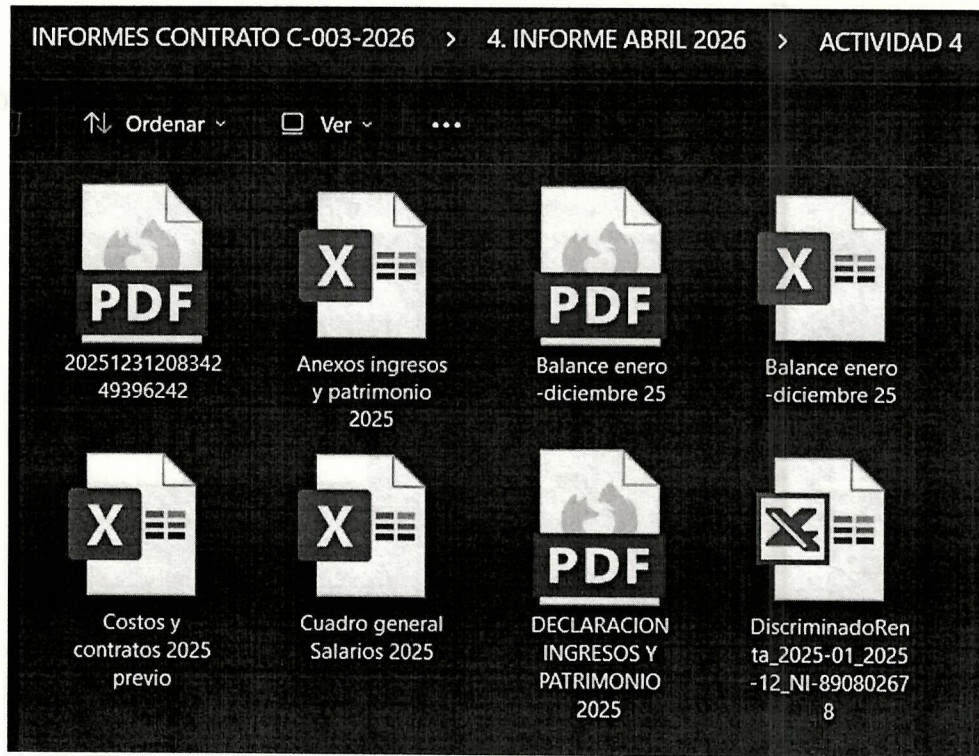 INFORMES CONTRATO C-003-2026 > 4. INFORME ABRIL 2026 > ACTIVIDAD 4
Ordenar Ver •••
PDF X PDF X
20251231208342
49396242
Anexos ingresos
y patrimonio
2025
Balance enero
-diciembre 25
Balance enero
-diciembre 25
X X PDF X
Costos y
contratos 2025
previo
Cuadro general
Salarios 2025
DECLARACION
INGRESOS Y
PATRIMONIO
2025
DiscriminadoRen
ta_2025-01_2025
-12_NI-89080267
8